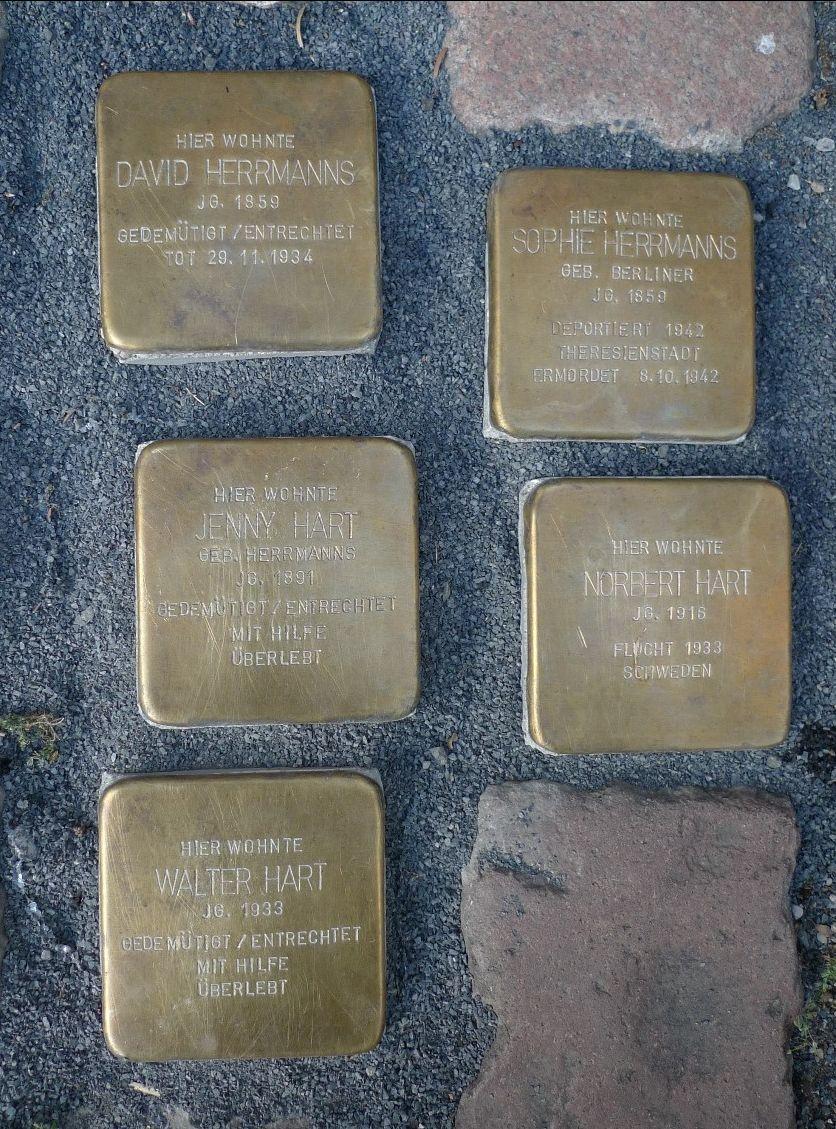 HIER WOHNTE
DAVID HERRMANNS
JG. 1859
GEDEMÜTIGT/ENTRECHTET
TOT 29.11.1934
HIER WOHNTE
SOPHIE HERRMANNS
GEB. BERLINER
JG. 1859
DEPORTIERT 1942
THERESIENSTADT
ERMORDET 8.10.1942
HIER WOHNTE
JENNY HART
GEB. HERRMANNS
JG. 1891
GEDEMÜTIGT/ENTRECHTET
MIT HILFE
ÜBERLEBT
HIER WOHNTE
NORBERT HART
JG. 1916
FLUCHT 1933
SCHWEDEN
HIER WOHNTE
WALTER HART
JG. 1933
GEDEMÜTIGT/ENTRECHTET
MIT HILFE
ÜBERLEBT